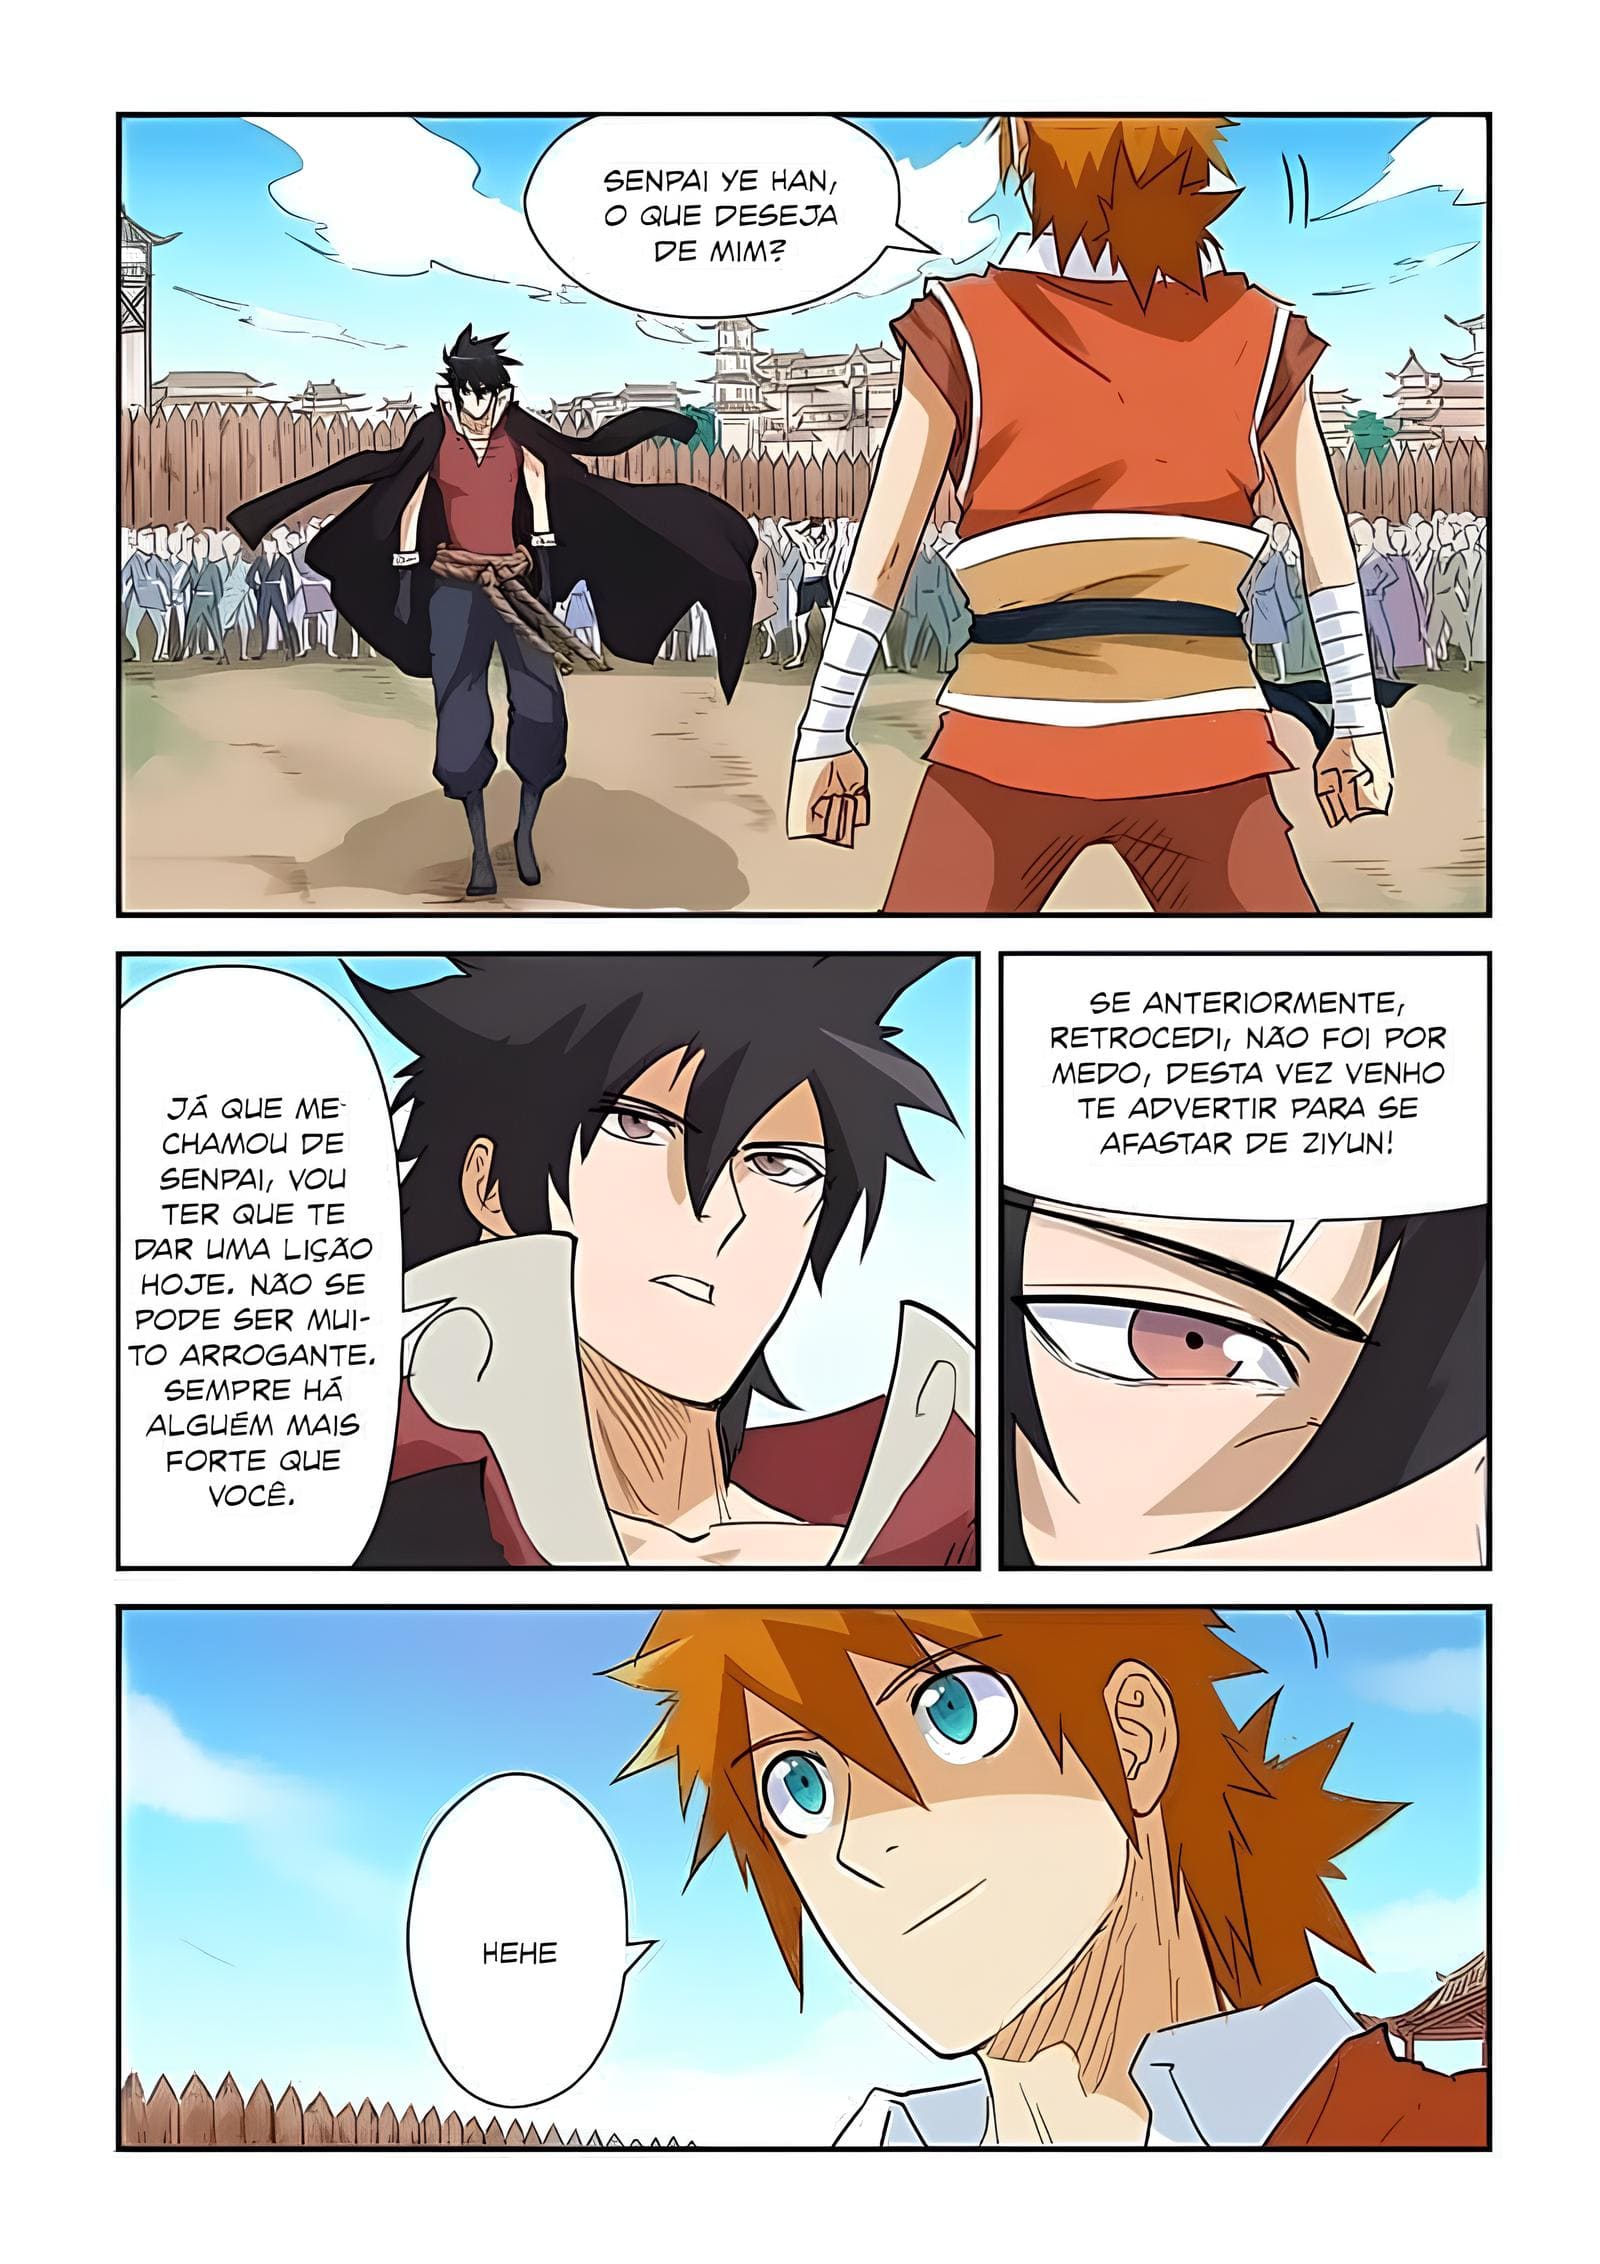 SENPAI YE HAN,
O QUE DESEJA
DE MIM?
JÁ QUE ME-
CHAMOU DE
SENPAI, VOU
TER QUE TE
DAR UMA LIÇÃO
HOJE. NÃO SE
PODE SER MUI-
TO ARROGANTE.
SEMPRE HÁ
ALGUÉM MAIS
FORTE QUE
VOCÊ.
SE ANTERIORMENTE,
RETROCEDI, NÃO FOI POR
MEDO, DESTA VEZ VENHO
TE ADVERTIR PARA SE
AFASTAR DE ZIYUN!
HEHE